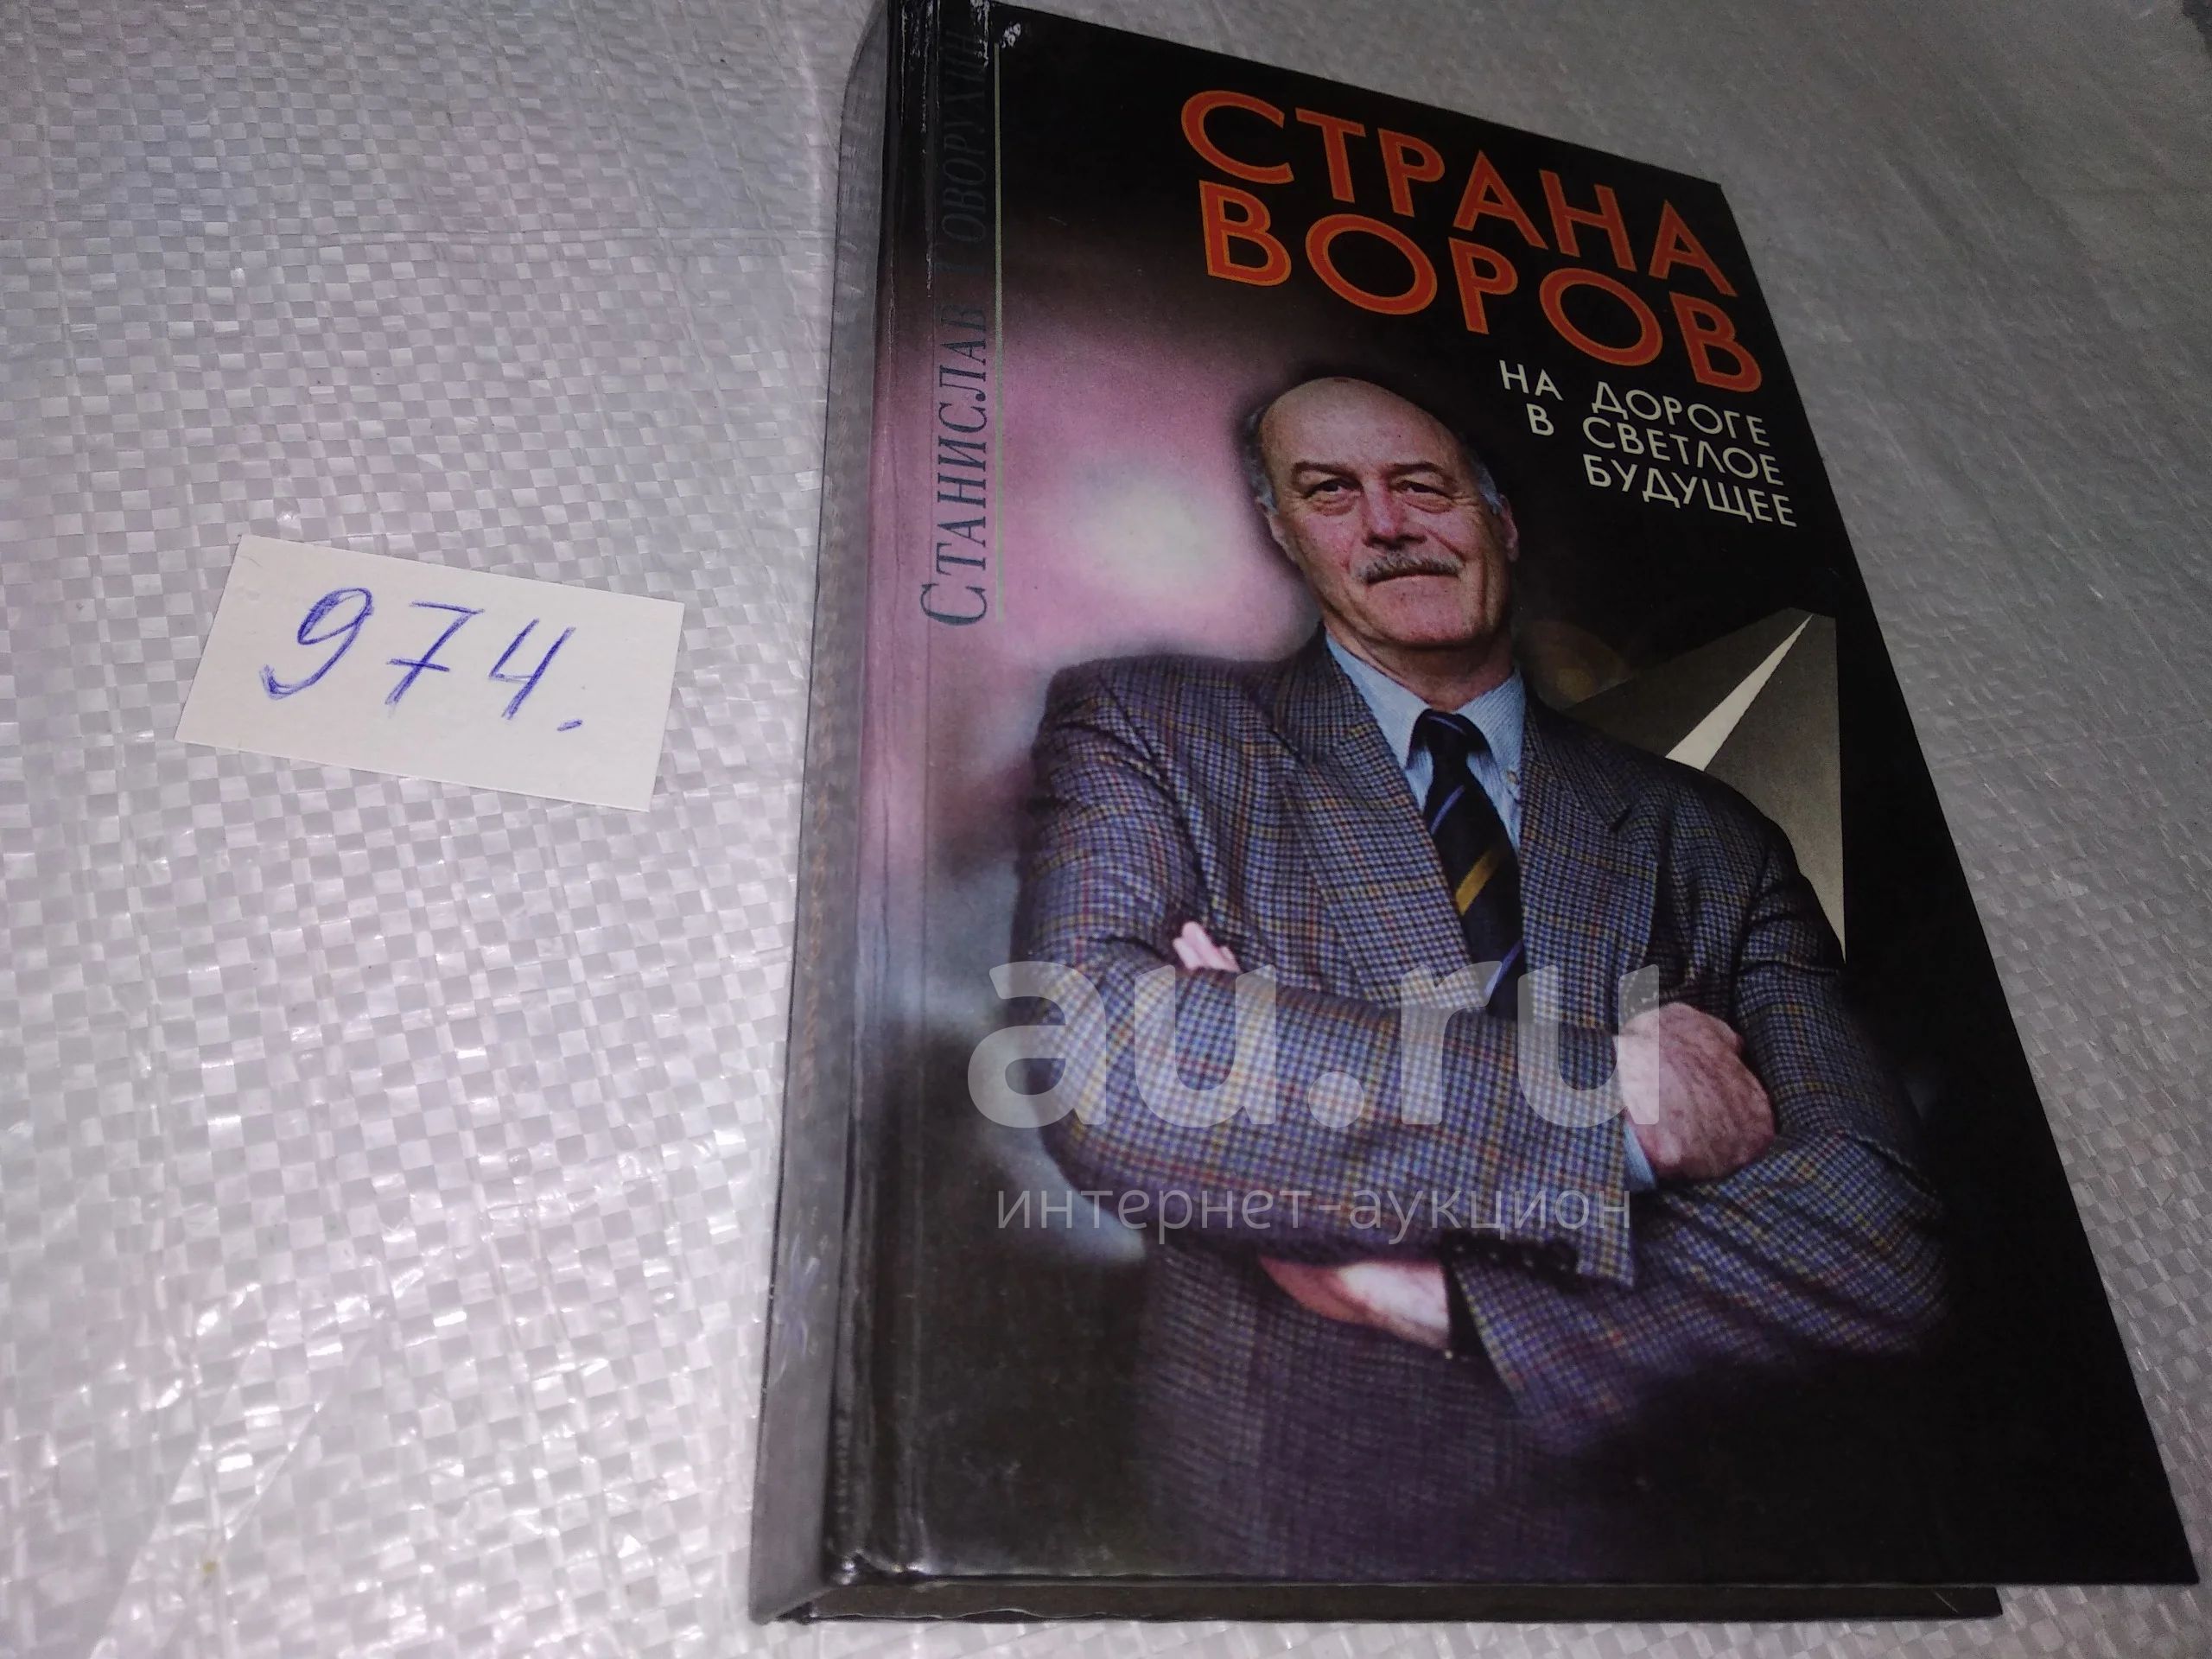 СТРАНА
ВОРОВ
НА ДОРОГЕ
В СВЕТЛОЕ
БУДУЩЕЕ
СТАНИСЛАВ ГОВОРУХИН
974.
au.ru
интернет-аукцион